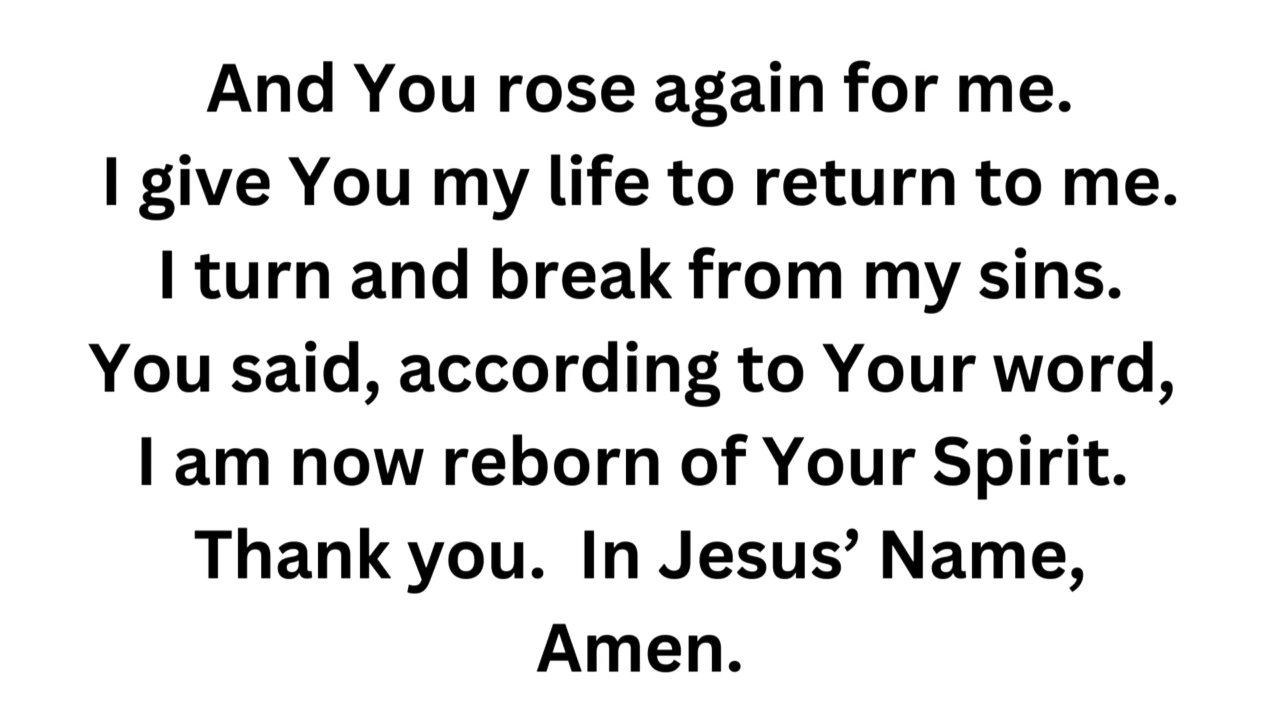 And You rose again for me.
I give You my life to return to me.
I turn and break from my sins.
You said, according to Your word,
I am now reborn of Your Spirit.
Thank you.  In Jesus’ Name,
Amen.